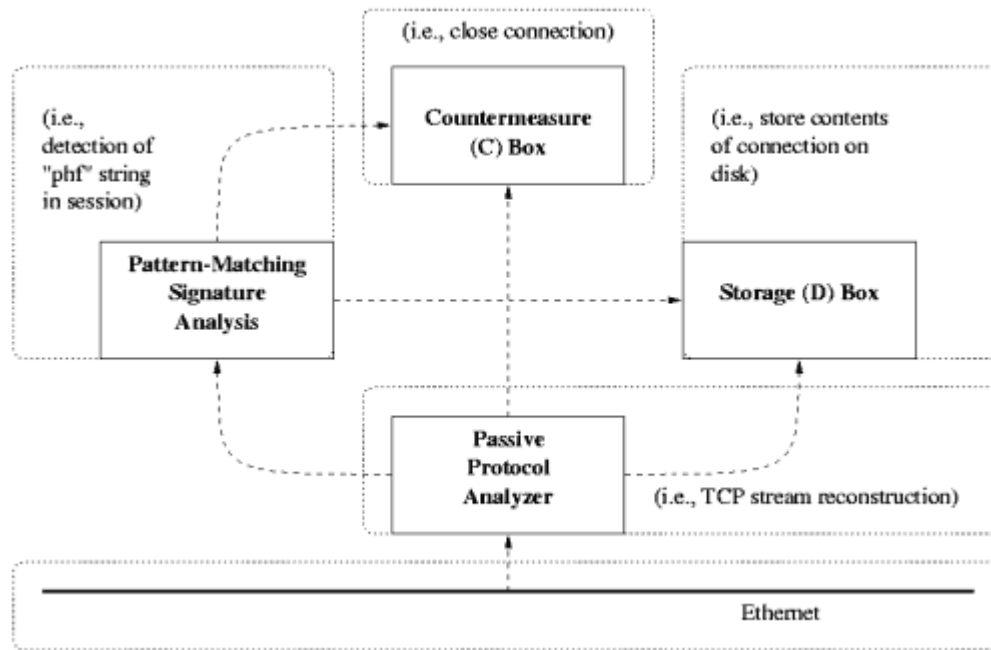 (i.e., close connection)
Countermeasure
(C) Box
(i.e.,
detection of
"phf" string
in session)
(i.e., store contents
of connection on
disk)
Pattern-Matching
Signature
Analysis
Storage (D) Box
Passive
Protocol
Analyzer
(i.e., TCP stream reconstruction)
Ethernet